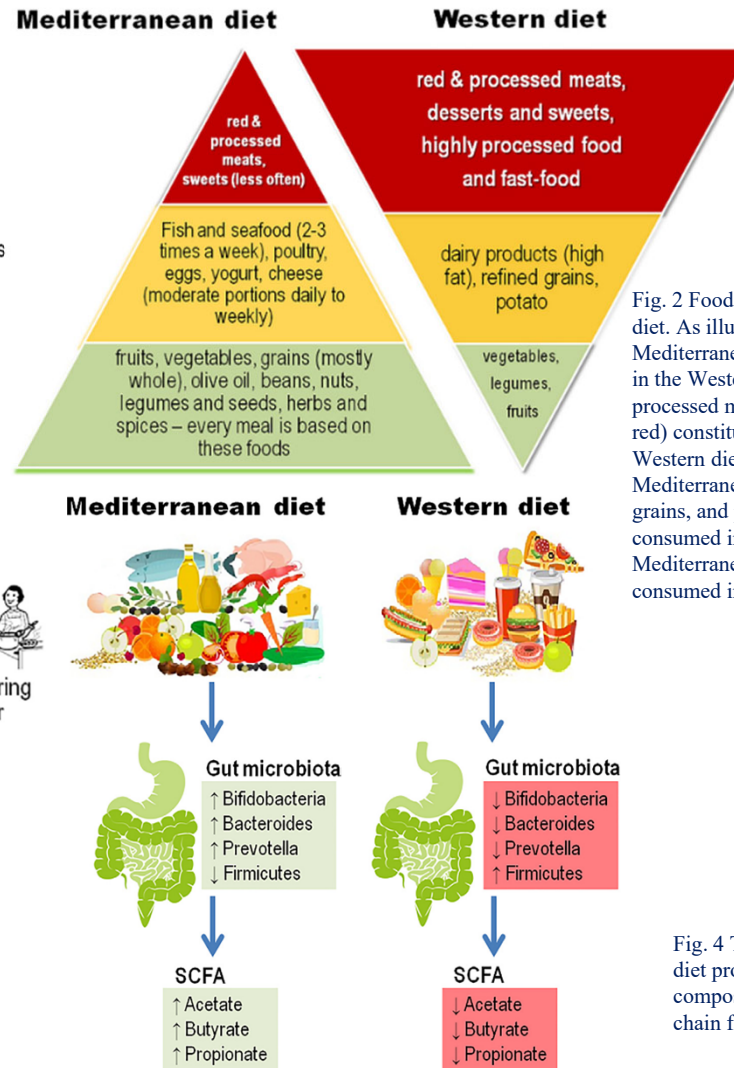 Mediterranean diet
Western diet
red &
processed
meats,
sweets (less often)
Fish and seafood (2-3
times a week), poultry,
eggs, yogurt, cheese
(moderate portions daily to
weekly)
fruits, vegetables, grains (mostly
whole), olive oil, beans, nuts,
legumes and seeds, herbs and
spices – every meal is based on
these foods
red & processed meats,
desserts and sweets,
highly processed food
and fast-food
dairy products (high
fat), refined grains,
potato
vegetables,
legumes,
fruits
Fig. 2 Food
diet. As illu
Mediterrane
in the Weste
processed m
red) constitu
Western die
Mediterrane
grains, and
consumed in
Mediterrane
consumed in
s
ring
r
Mediterranean diet
Western diet
Gut microbiota
↑ Bifidobacteria
↑ Bacteroides
↑ Prevotella
↓ Firmicutes
Gut microbiota
↓ Bifidobacteria
↓ Bacteroides
↓ Prevotella
↑ Firmicutes
SCFA
↑ Acetate
↑ Butyrate
↑ Propionate
SCFA
↓ Acetate
↓ Butyrate
↓ Propionate
Fig. 4 T
diet pro
compos
chain f